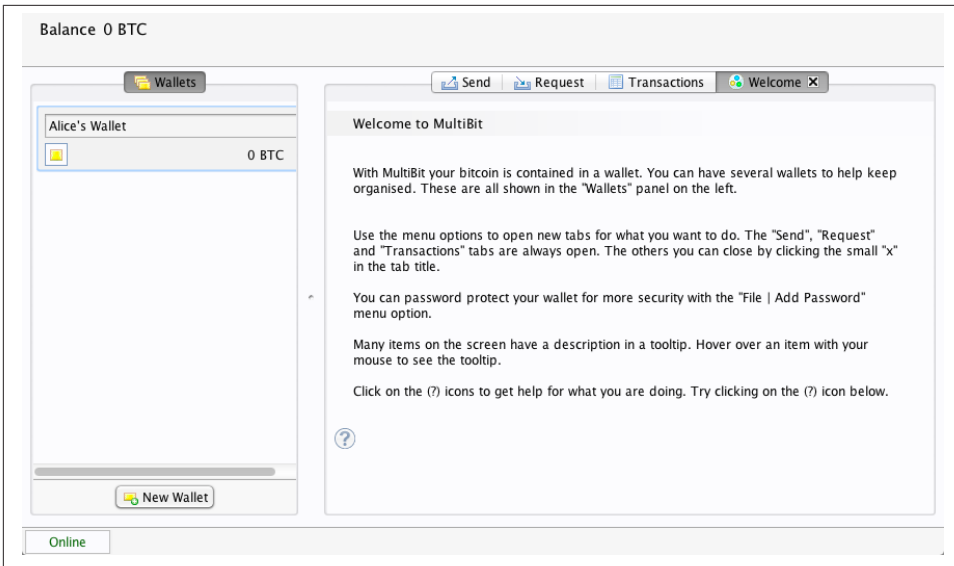 Balance 0 BTC
Wallets
Send Request Transactions Welcome
Alice's Wallet
0 BTC
Welcome to MultiBit
With MultiBit your bitcoin is contained in a wallet. You can have several wallets to help keep
organised. These are all shown in the "Wallets" panel on the left.
Use the menu options to open new tabs for what you want to do. The "Send", "Request"
and "Transactions" tabs are always open. The others you can close by clicking the small "x"
in the tab title.
You can password protect your wallet for more security with the "File | Add Password"
menu option.
Many items on the screen have a description in a tooltip. Hover over an item with your
mouse to see the tooltip.
Click on the (?) icons to get help for what you are doing. Try clicking on the (?) icon below.
?
New Wallet
Online